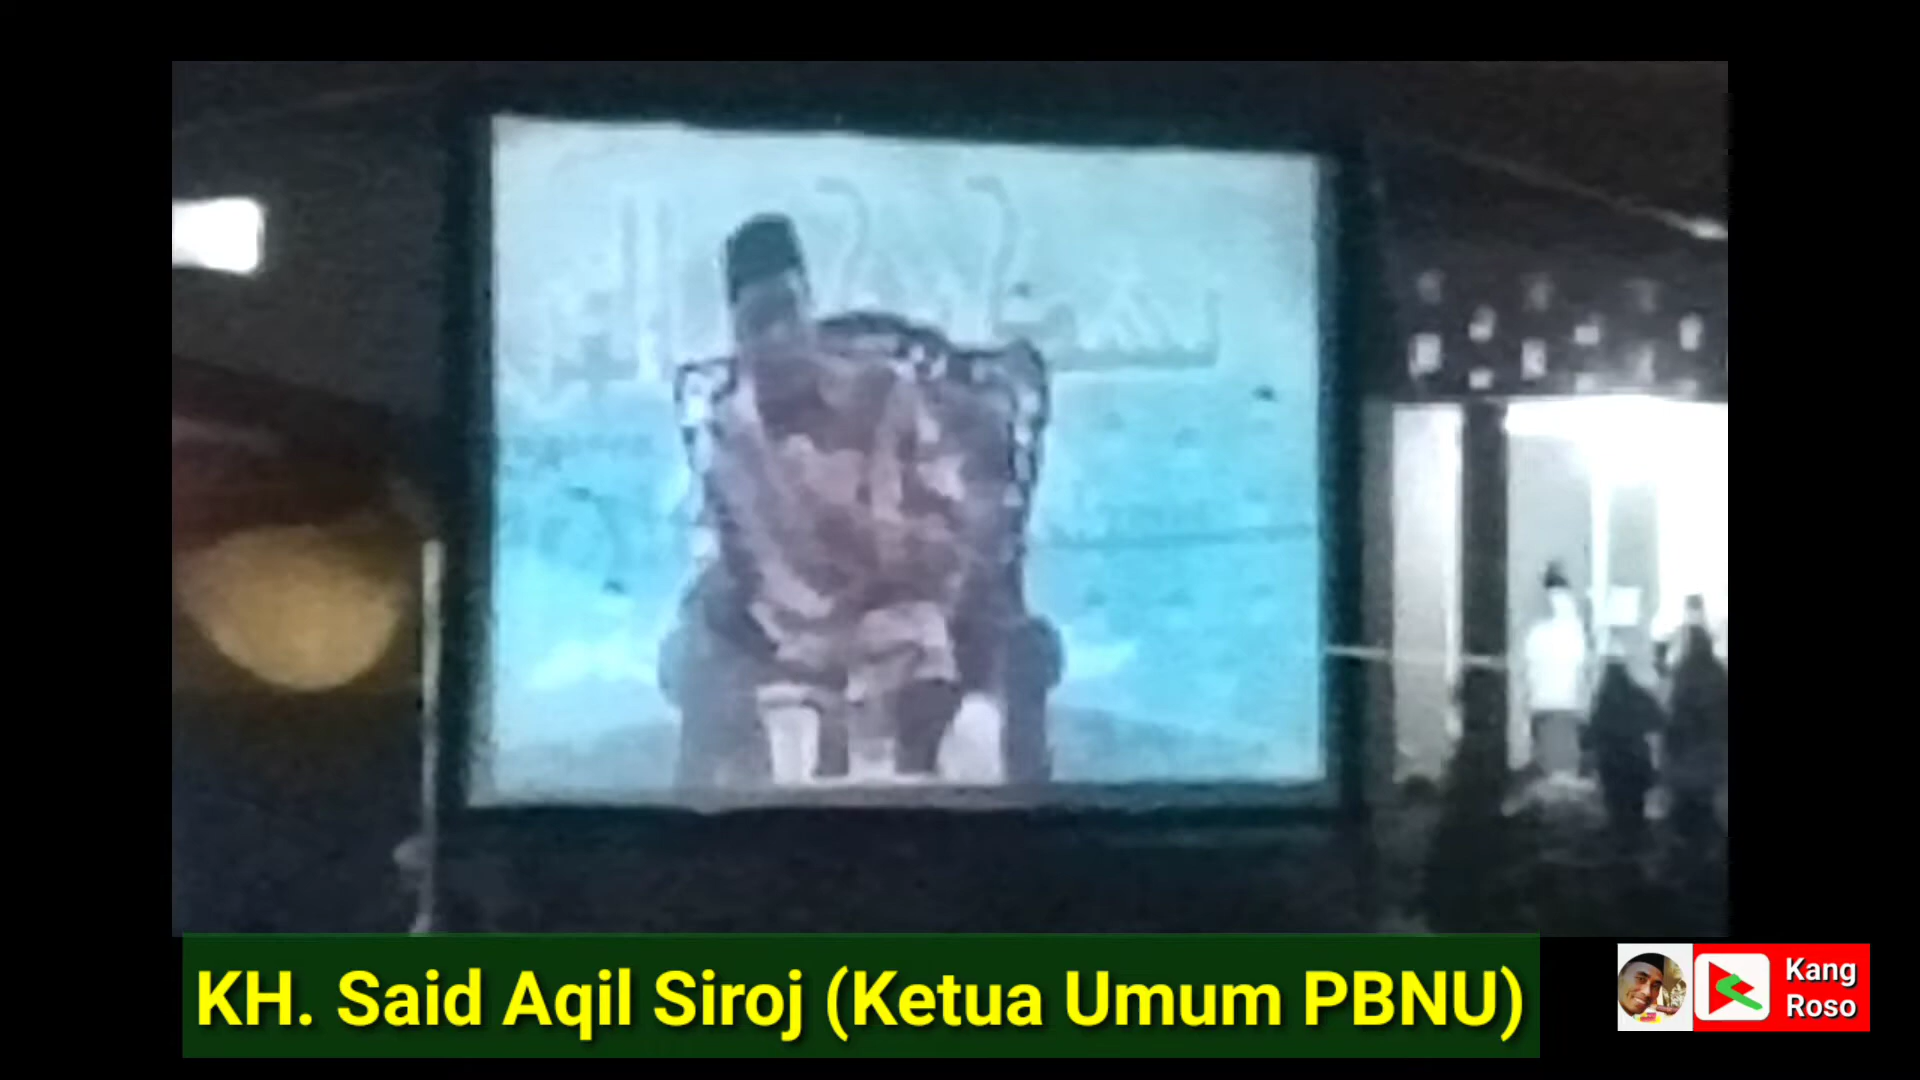 KH. Said Aqil Siroj (Ketua Umum PBNU)
Kang
Roso